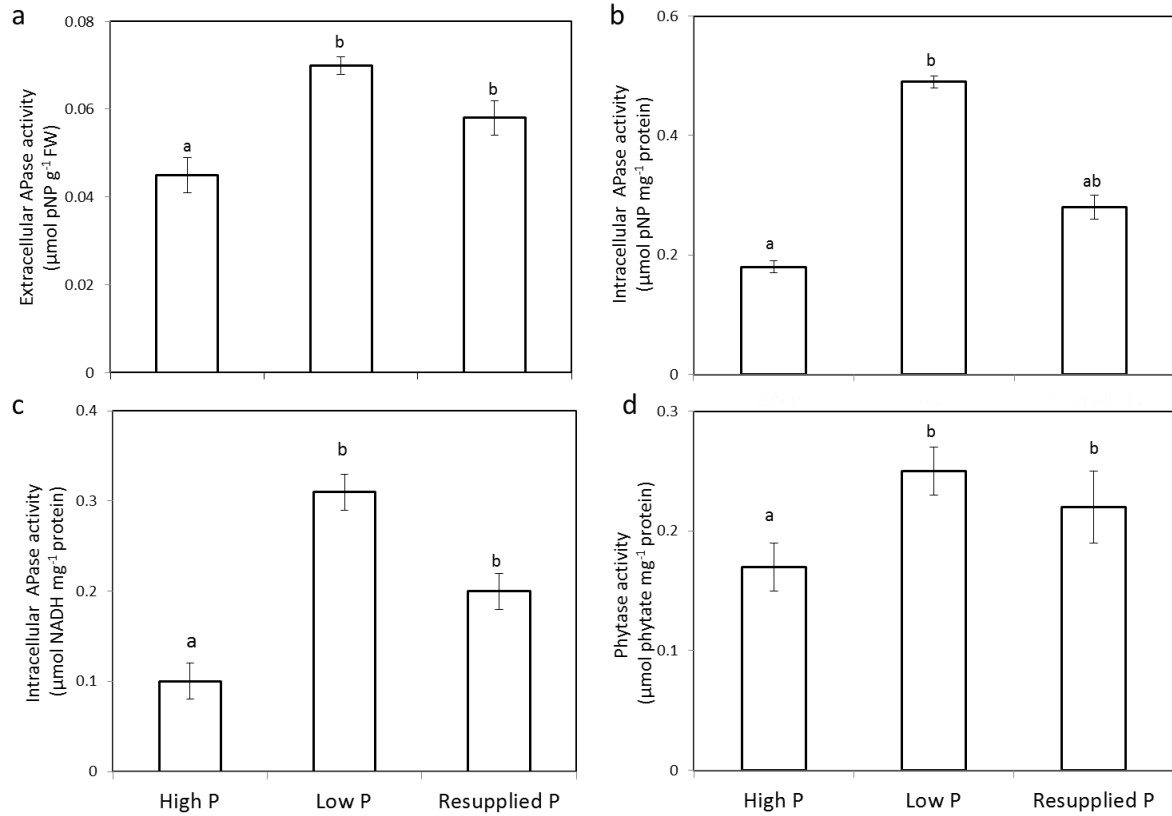 a
Extracellular APase activity
(µmol pNP g⁻¹ FW)
0.08
0.06
0.04
0.02
0
a
b
b
b
Intracellular APase activity
(µmol pNP mg⁻¹ protein)
0.6
0.4
0.2
0
a
b
ab
c
Intracellular APase activity
(µmol NADH mg⁻¹ protein)
0.4
0.3
0.2
0.1
0
a
b
b
High P Low P Resupplied P
d
Phytase activity
(µmol phytate mg⁻¹ protein)
0.3
0.2
0.1
0
a
b
b
High P Low P Resupplied P